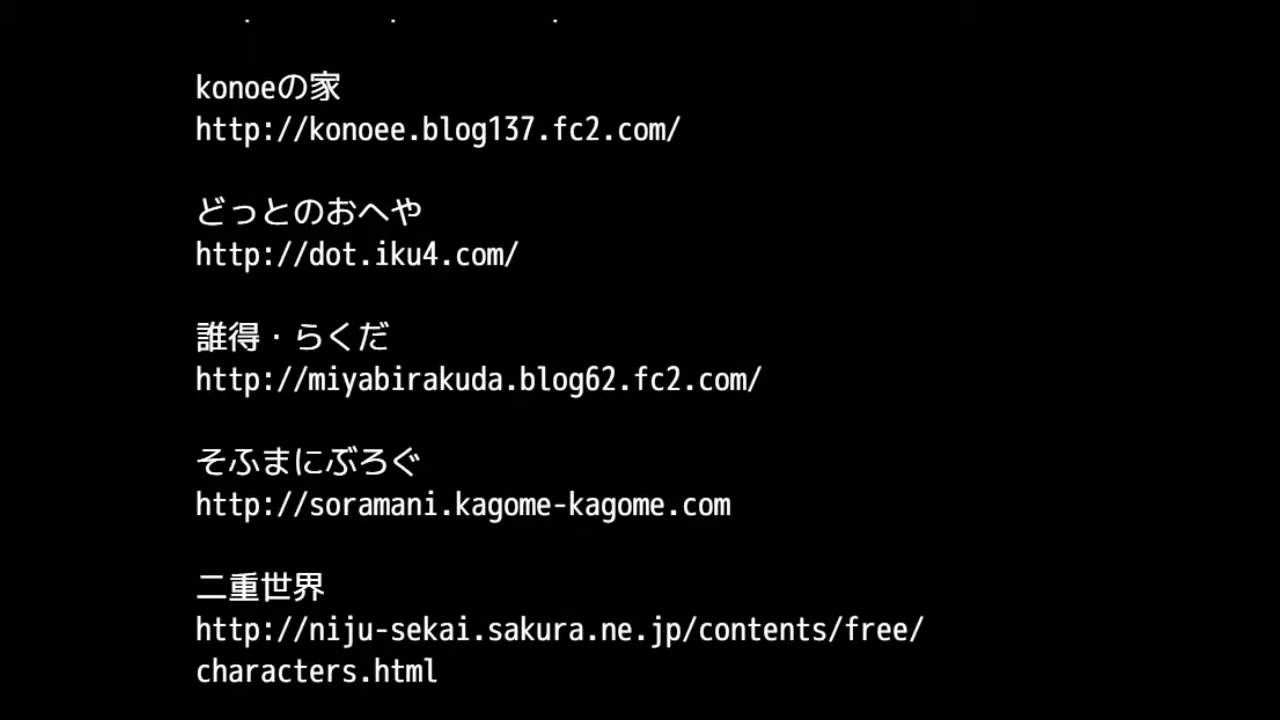 konoeの家
http://konoee.blog137.fc2.com/
どっとのおへや
http://dot.iku4.com/
誰得・らくだ
http://miyabirakuda.blog62.fc2.com/
そふまにぶろぐ
http://soramani.kagome-kagome.com
二重世界
http://niju-sekai.sakura.ne.jp/contents/free/
characters.html